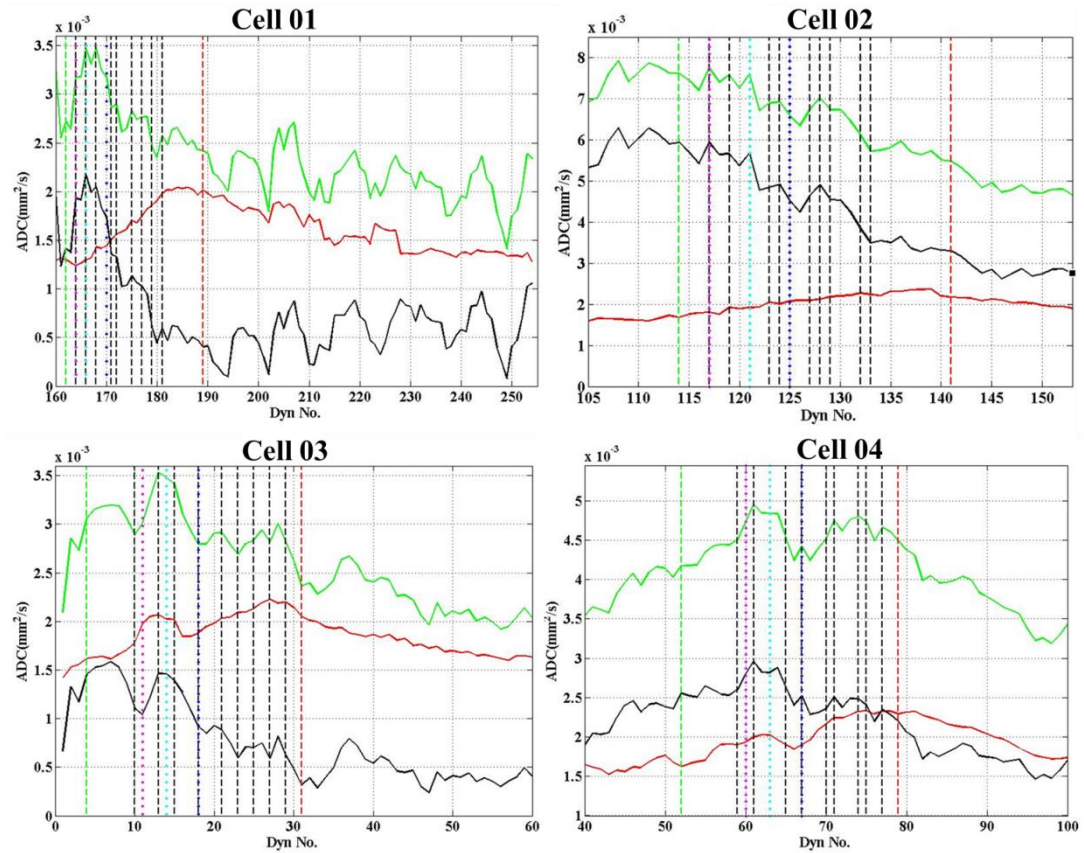 Cell 01
x 10⁻³
3.5
3
2.5
2
1.5
1
0.5
0
ADC(mm²/s)
160 170 180 190 200 210 220 230 240 250
Dyn No.
Cell 02
x 10⁻³
8
7
6
5
4
3
2
1
0
ADC(mm²/s)
105 110 115 120 125 130 135 140 145 150
Dyn No.
Cell 03
x 10⁻³
3.5
3
2.5
2
1.5
1
0.5
0
ADC(mm²/s)
0 10 20 30 40 50 60
Dyn No.
Cell 04
x 10⁻³
5
4.5
4
3.5
3
2.5
2
1.5
1
ADC(mm²/s)
40 50 60 70 80 90 100
Dyn No.